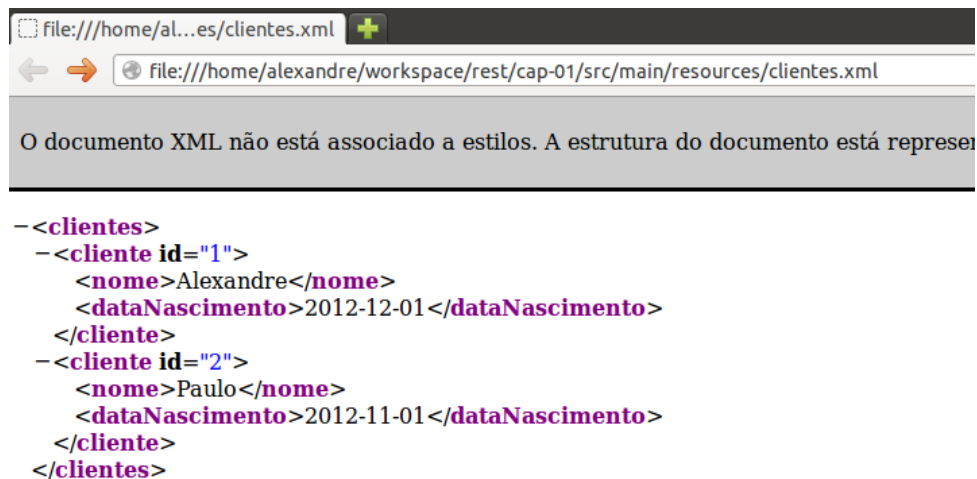 file:///home/al...es/clientes.xml
file:///home/alexandre/workspace/rest/cap-01/src/main/resources/clientes.xml
O documento XML não está associado a estilos. A estrutura do documento está represe
−<clientes>
−<cliente id="1">
<nome>Alexandre</nome>
<dataNascimento>2012-12-01</dataNascimento>
</cliente>
−<cliente id="2">
<nome>Paulo</nome>
<dataNascimento>2012-11-01</dataNascimento>
</cliente>
</clientes>